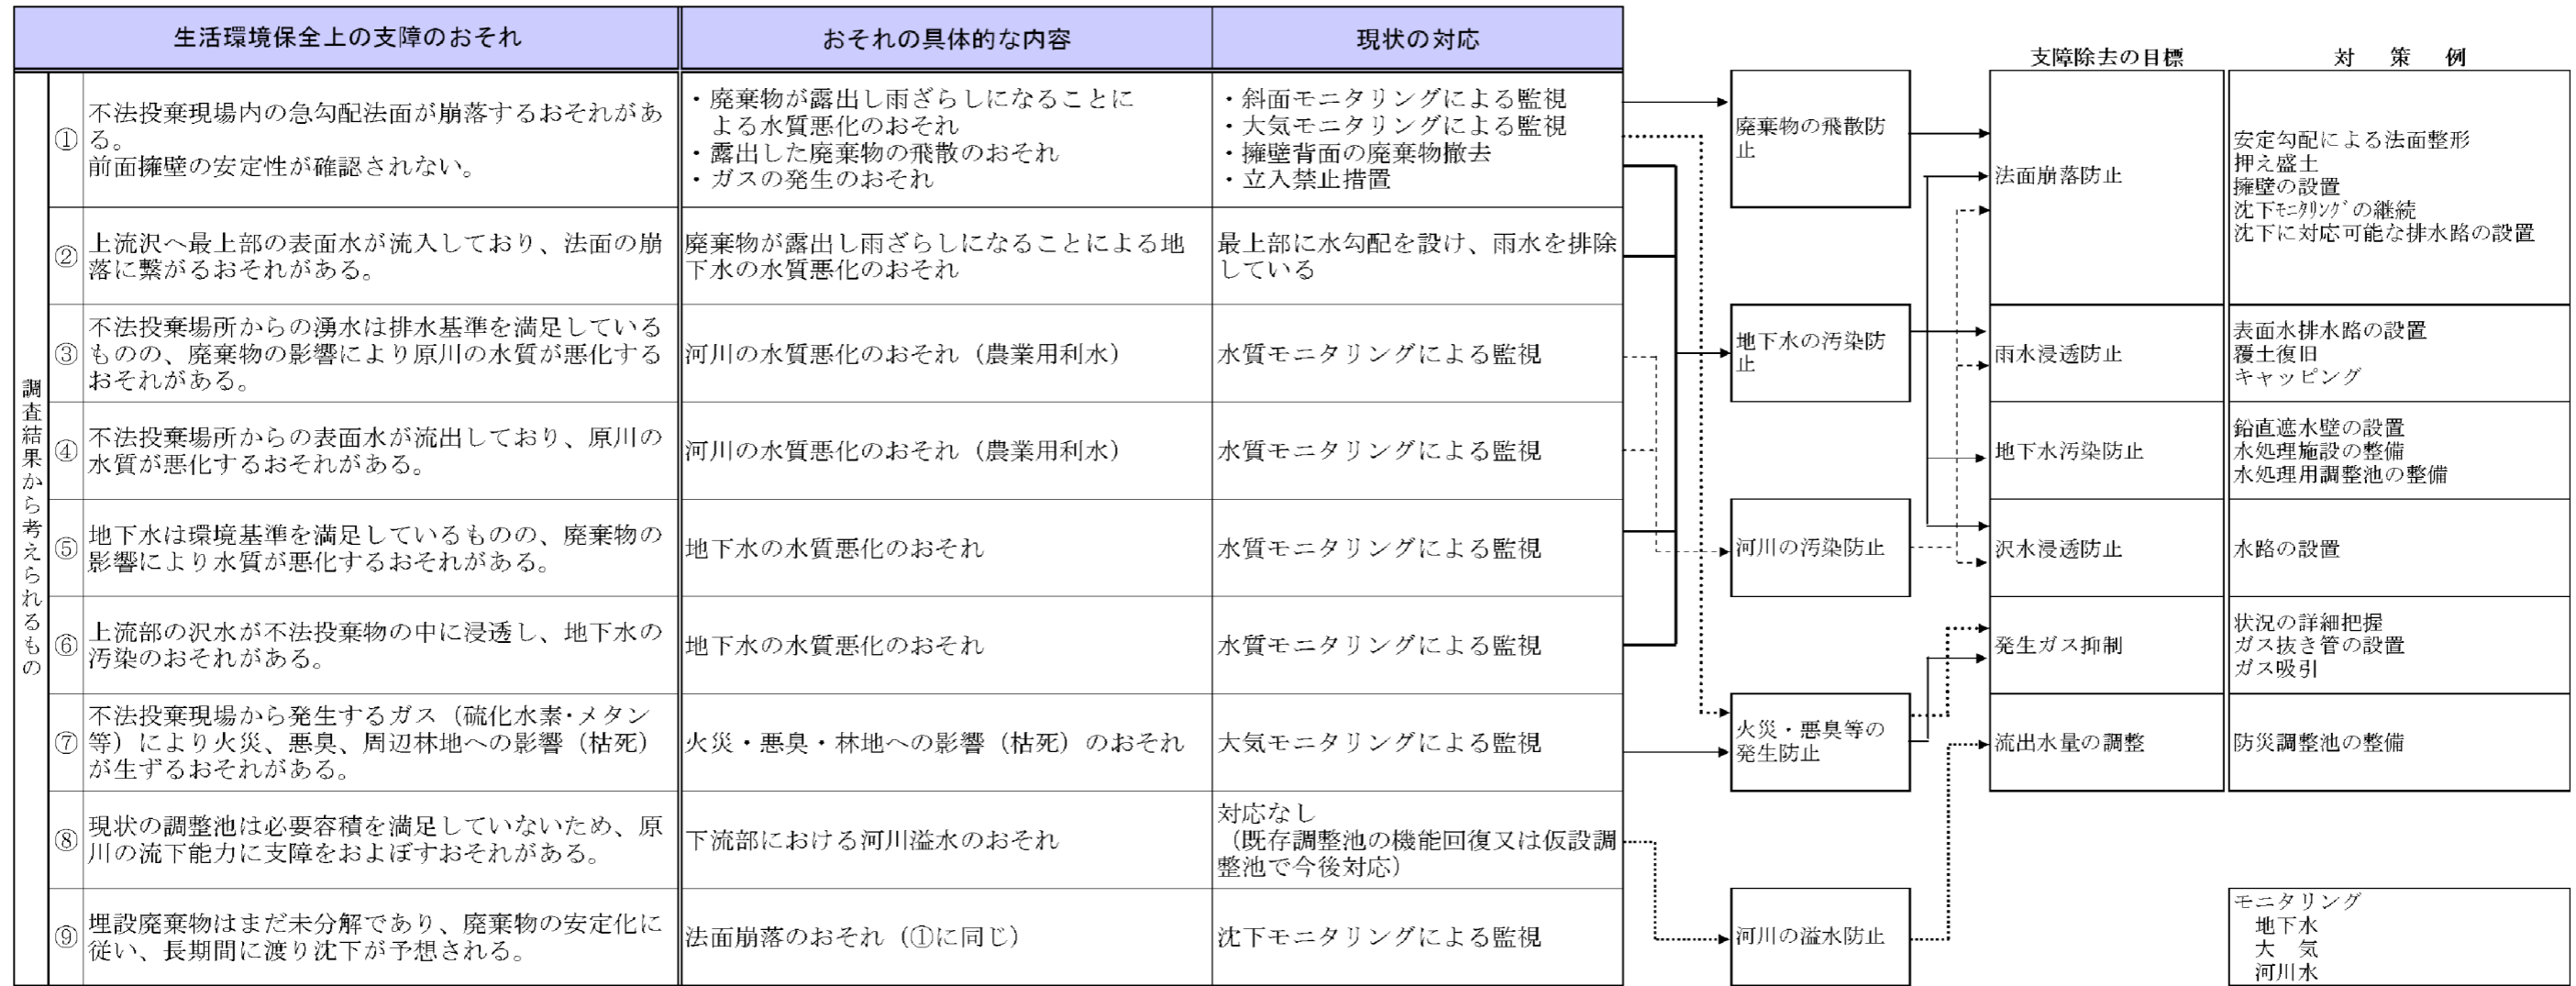 生活環境保全上の支障のおそれ
おそれの具体的な内容
現状の対応
調査結果から考えられるもの
①
不法投棄現場内の急勾配法面が崩落するおそれがあ
る。
前面擁壁の安定性が確認されない。
・廃棄物が露出し雨ざらしになることに
よる水質悪化のおそれ
・露出した廃棄物の飛散のおそれ
・ガスの発生のおそれ
・斜面モニタリングによる監視
・大気モニタリングによる監視
・擁壁背面の廃棄物撤去
・立入禁止措置
②
上流沢へ最上部の表面水が流入しており、法面の崩
落に繋がるおそれがある。
廃棄物が露出し雨ざらしになることによる地
下水の水質悪化のおそれ
最上部に水勾配を設け、雨水を排除
している
③
不法投棄場所からの湧水は排水基準を満足している
ものの、廃棄物の影響により原川の水質が悪化する
おそれがある。
河川の水質悪化のおそれ（農業用利水）
水質モニタリングによる監視
④
不法投棄場所からの表面水が流出しており、原川の
水質が悪化するおそれがある。
河川の水質悪化のおそれ（農業用利水）
水質モニタリングによる監視
⑤
地下水は環境基準を満足しているものの、廃棄物の
影響により水質が悪化するおそれがある。
地下水の水質悪化のおそれ
水質モニタリングによる監視
⑥
上流部の沢水が不法投棄物の中に浸透し、地下水の
汚染のおそれがある。
地下水の水質悪化のおそれ
水質モニタリングによる監視
⑦
不法投棄現場から発生するガス（硫化水素･メタン
等）により火災、悪臭、周辺林地への影響（枯死）
が生ずるおそれがある。
火災・悪臭・林地への影響（枯死）のおそれ
大気モニタリングによる監視
⑧
現状の調整池は必要容積を満足していないため、原
川の流下能力に支障をおよぼすおそれがある。
下流部における河川溢水のおそれ
対応なし
（既存調整池の機能回復又は仮設調
整池で今後対応）
⑨
埋設廃棄物はまだ未分解であり、廃棄物の安定化に
従い、長期間に渡り沈下が予想される。
法面崩落のおそれ（①に同じ）
沈下モニタリングによる監視
廃棄物の飛散防
止
地下水の汚染防
止
河川の汚染防止
火災・悪臭等の
発生防止
河川の溢水防止
支障除去の目標
対　策　例
法面崩落防止
安定勾配による法面整形
押え盛土
擁壁の設置
沈下ﾓﾆﾀﾘﾝｸﾞの継続
沈下に対応可能な排水路の設置
雨水浸透防止
表面水排水路の設置
覆土復旧
キャッピング
地下水汚染防止
鉛直遮水壁の設置
水処理施設の整備
水処理用調整池の整備
沢水浸透防止
水路の設置
発生ガス抑制
状況の詳細把握
ガス抜き管の設置
ガス吸引
流出水量の調整
防災調整池の整備
モニタリング
地下水
大　気
河川水